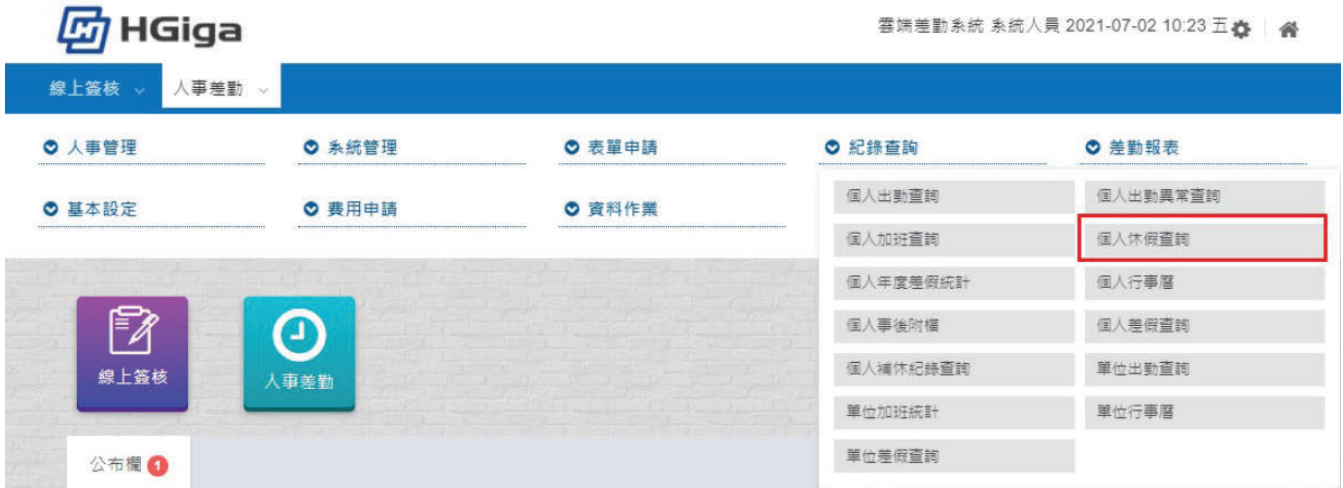 HGiga
雲端差勤系統 系統人員 2021-07-02 10:23 五
線上簽核 人事差勤
人事管理 系統管理 表單申請 紀錄查詢 差勤報表
基本設定 費用申請 資料作業
個人出勤查詢 個人出勤異常查詢
個人加班查詢 個人休假查詢
個人年度差假統計 個人行事曆
個人事後附檔 個人差假查詢
個人補休紀錄查詢 單位出勤查詢
單位加班統計 單位行事曆
單位差假查詢
線上簽核 人事差勤
公布欄 1